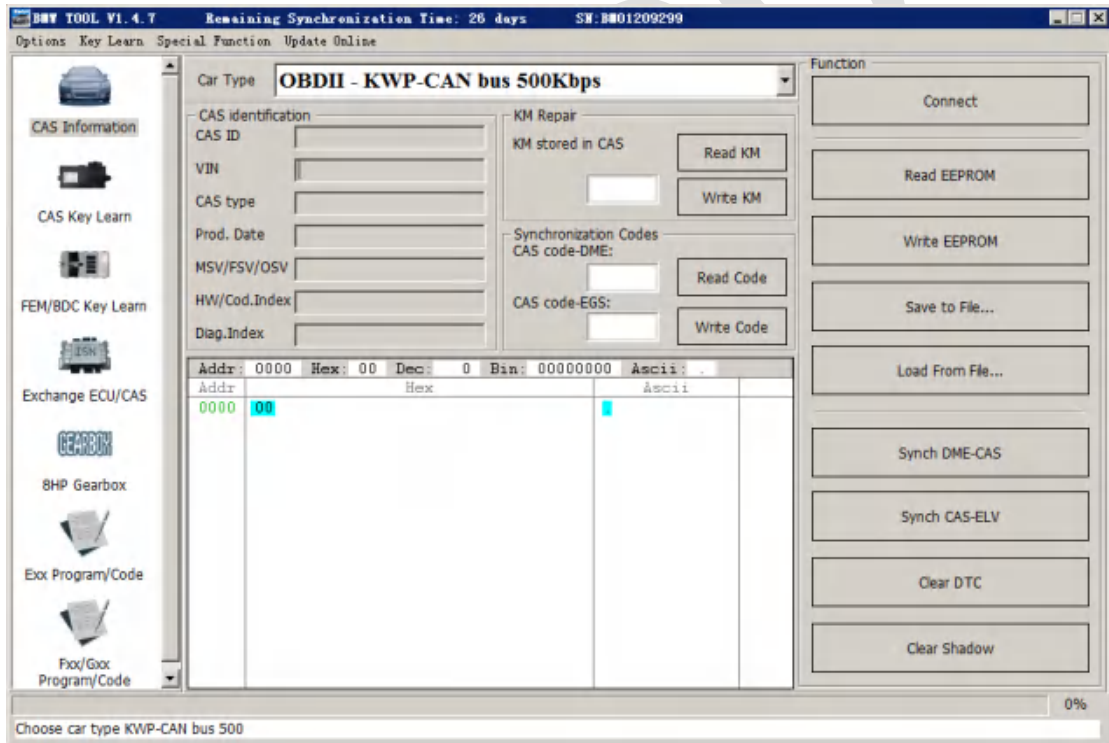 BMW TOOL V1.4.7 Remaining Synchronization Time: 26 days SN:BM01209299
Options Key Learn Special Function Update Online
CAS Information
CAS Key Learn
FEM/BDC Key Learn
ISN
Exchange ECU/CAS
GEARBOX
8HP Gearbox
Exx Program/Code
Fxx/Gxx
Program/Code
Car Type OBDII - KWP-CAN bus 500Kbps
CAS identification
CAS ID
VIN
CAS type
Prod. Date
MSV/FSV/OSV
HW/Cod.Index
Diag.Index
KM Repair
KM stored in CAS
Read KM
Write KM
Synchronization Codes
CAS code-DME:
Read Code
CAS code-EGS:
Write Code
Addr: 0000 Hex: 00 Dec: 0 Bin: 00000000 Ascii: .
Addr Hex Ascii
0000 00 .
Function
Connect
Read EEPROM
Write EEPROM
Save to File...
Load From File...
Synch DME-CAS
Synch CAS-ELV
Clear DTC
Clear Shadow
0%
Choose car type KWP-CAN bus 500